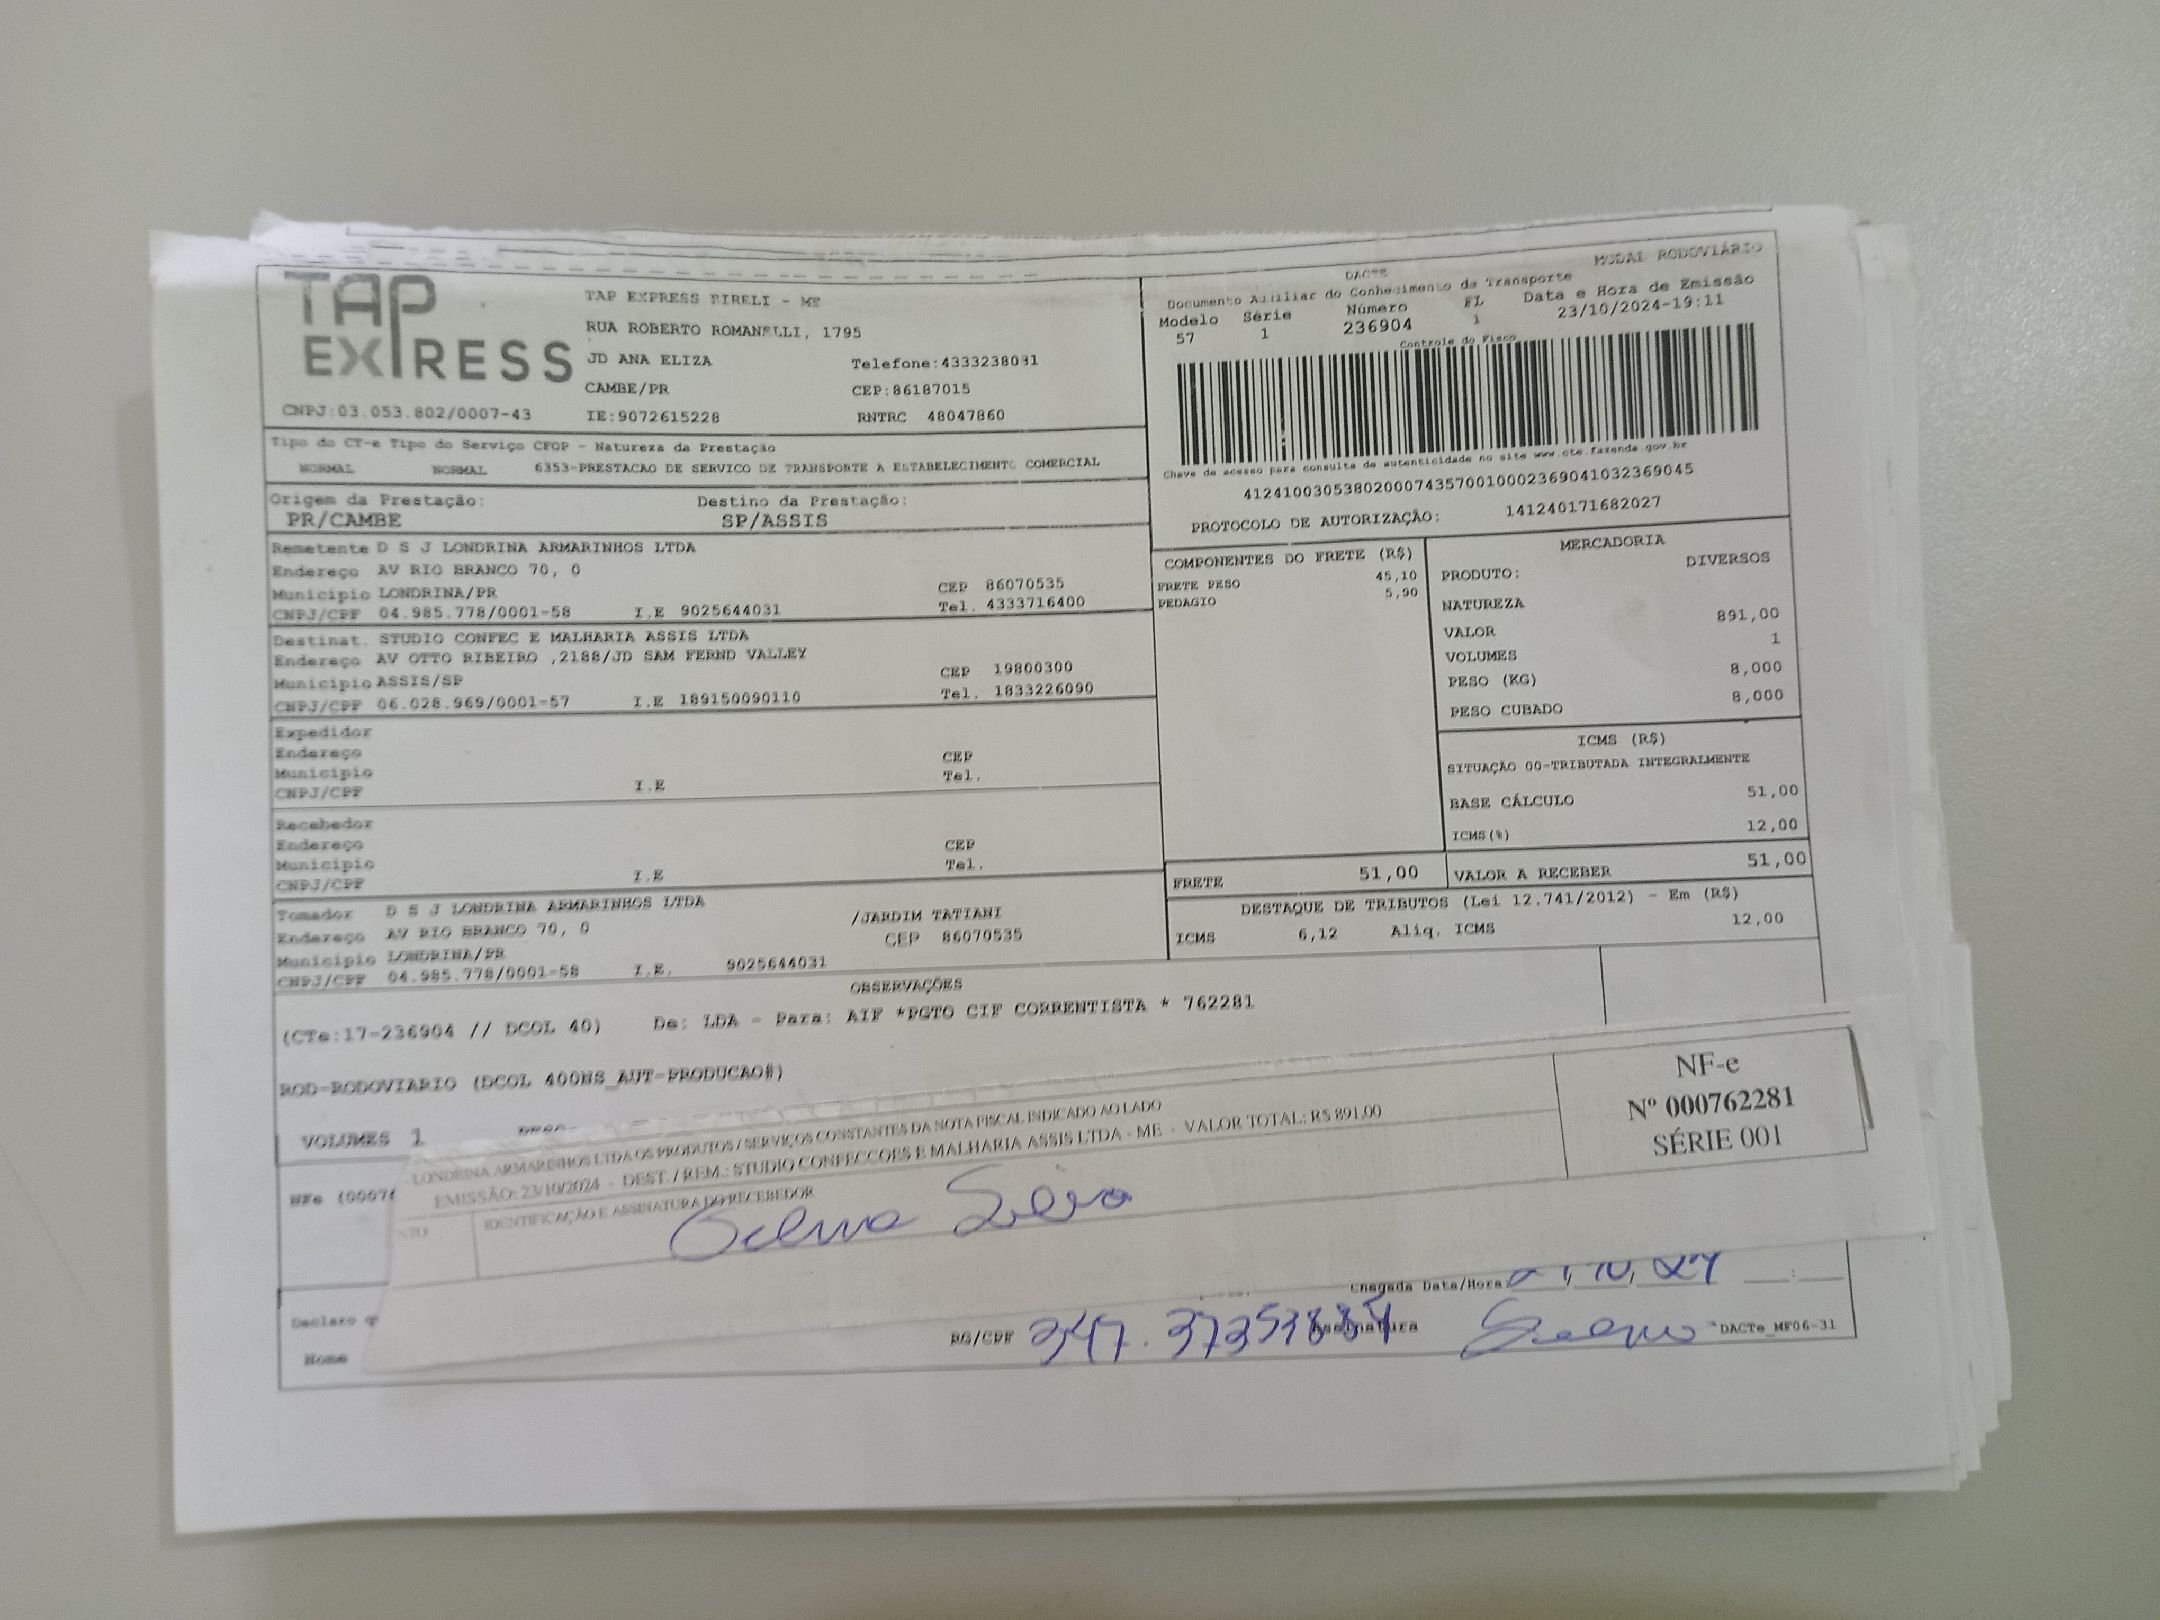 TAP EXPRESS
TAP EXPRESS EIRELI - ME
RUA ROBERTO ROMANELLI, 1795
JD ANA ELIZA Telefone:4333238081
CAMBE/PR CEP:86187015
CNPJ:03.053.802/0007-43 IE:9072615228 RNTRC 48047860
MODAL RODOVIÁRIO
DACTE
Documento Auxiliar do Conhecimento de Transporte
Modelo Série Número FL Data e Hora de Emissão
57 1 236904 1 23/10/2024-19:11
Controle do Fisco
Chave de acesso para consulta de autenticidade no site www.cte.fazenda.gov.br
41241003053802000743570010002369041032369045
PROTOCOLO DE AUTORIZAÇÃO: 141240171682027
Tipo do CT-e Tipo do Serviço CFOP - Natureza da Prestação
NORMAL NORMAL 6353-PRESTACAO DE SERVICO DE TRANSPORTE A ESTABELECIMENTO COMERCIAL
Origem da Prestação: Destino da Prestação:
PR/CAMBE SP/ASSIS
Remetente D S J LONDRINA ARMARINHOS LTDA
Endereço AV RIO BRANCO 70, 0
Município LONDRINA/PR CEP 86070535
CNPJ/CPF 04.985.778/0001-58 I.E 9025644031 Tel. 4333716400
Destinat. STUDIO CONFEC E MALHARIA ASSIS LTDA
Endereço AV OTTO RIBEIRO ,2188/JD SAM FERND VALLEY
Município ASSIS/SP CEP 19800300
CNPJ/CPF 06.028.969/0001-57 I.E 189150090110 Tel. 1833226090
Expedidor
Endereço CEP
Município Tel.
CNPJ/CPF I.E
Recebedor
Endereço CEP
Município Tel.
CNPJ/CPF I.E
Tomador D S J LONDRINA ARMARINHOS LTDA
Endereço AV RIO BRANCO 70, 0 /JARDIM TATIANI
Município LONDRINA/PR CEP 86070535
CNPJ/CPF 04.985.778/0001-58 I.E. 9025644031
COMPONENTES DO FRETE (R$)
FRETE PESO 45,10
PEDAGIO 5,90
MERCADORIA
PRODUTO: DIVERSOS
NATUREZA
VALOR 891,00
VOLUMES 1
PESO (KG) 8,000
PESO CUBADO 8,000
ICMS (R$)
SITUAÇÃO 00-TRIBUTADA INTEGRALMENTE
BASE CÁLCULO 51,00
ICMS(%) 12,00
FRETE 51,00 VALOR A RECEBER 51,00
DESTAQUE DE TRIBUTOS (Lei 12.741/2012) - Em (R$)
ICMS 6,12 Aliq. ICMS 12,00
OBSERVAÇÕES
(CTe:17-236904 // DCOL 40) De: LDA - Para: AIF *PGTO CIF CORRENTISTA * 762281
ROD-RODOVIARIO (DCOL 400NS_AUT-PRODUCAO#)
VOLUMES 1
LONDRINA ARMARINHOS LTDA OS PRODUTOS / SERVIÇOS CONSTANTES DA NOTA FISCAL INDICADO AO LADO
EMISSÃO: 23/10/2024 - DEST. / REM.: STUDIO CONFECCOES E MALHARIA ASSIS LTDA - ME - VALOR TOTAL: R$ 891,00
NTO IDENTIFICAÇÃO E ASSINATURA DO RECEBEDOR
NF-e
Nº 000762281
SÉRIE 001
NFe (0007
Chegada Data/Hora
Declaro q
Nome RG/CPF Assinatura DACTe_MF06-31